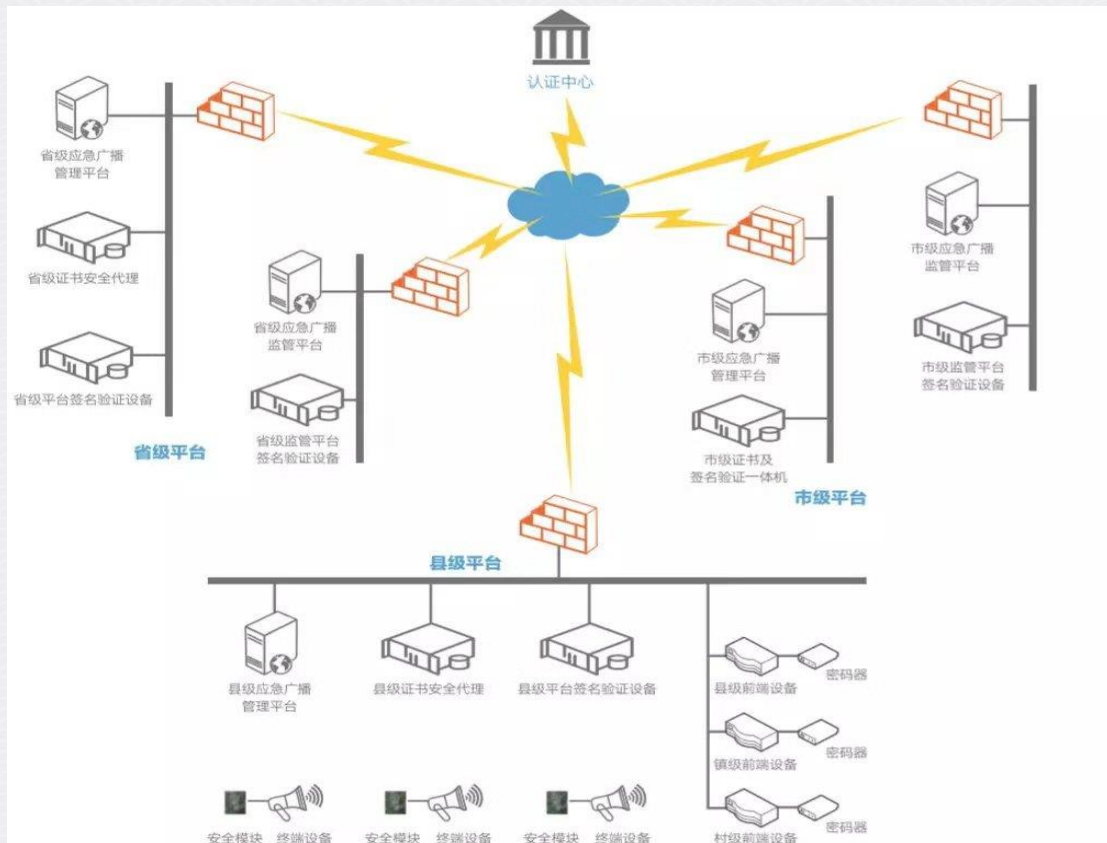 认证中心
省级应急广播
管理平台
省级证书安全代理
省级平台签名验证设备
省级平台
省级应急广播
监管平台
省级监管平台
签名验证设备
市级应急广播
管理平台
市级证书及
签名验证一体机
市级平台
市级应急广播
监管平台
市级监管平台
签名验证设备
县级平台
县级应急广播
管理平台
县级证书安全代理
县级平台签名验证设备
县级前端设备
密码器
镇级前端设备
密码器
村级前端设备
密码器
安全模块 终端设备
安全模块 终端设备
安全模块 终端设备